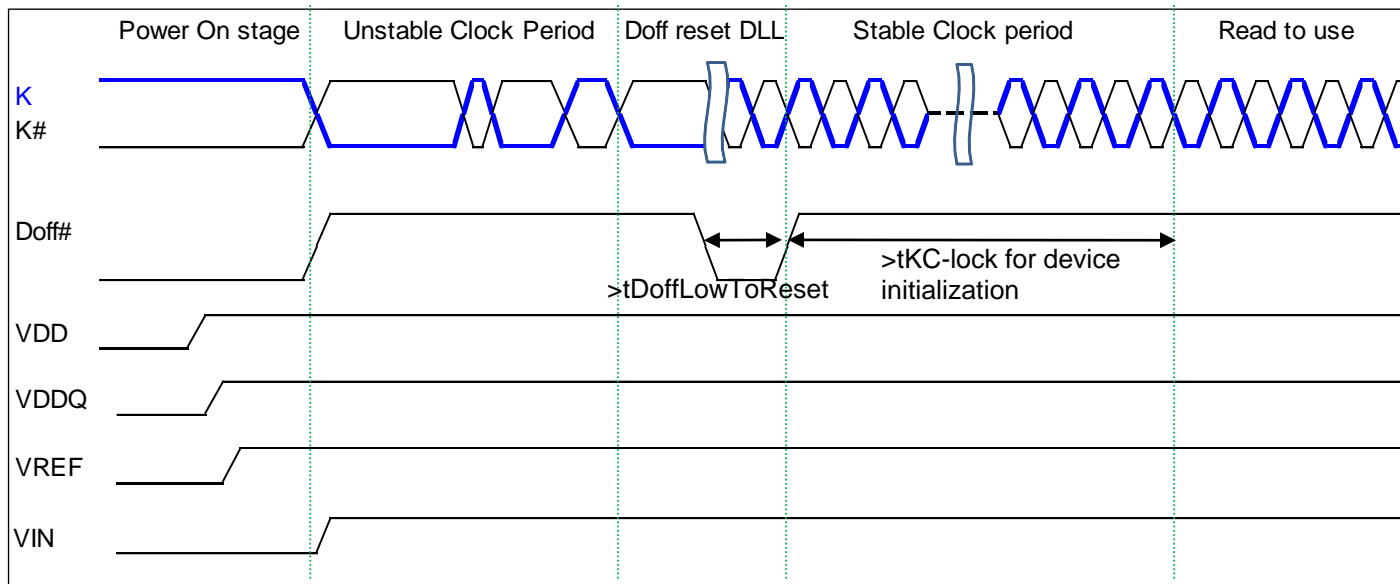 Power On stage
Unstable Clock Period
Doff reset DLL
Stable Clock period
Read to use
K
K#
Doff#
>tDoffLowToReset
>tKC-lock for device
initialization
VDD
VDDQ
VREF
VIN